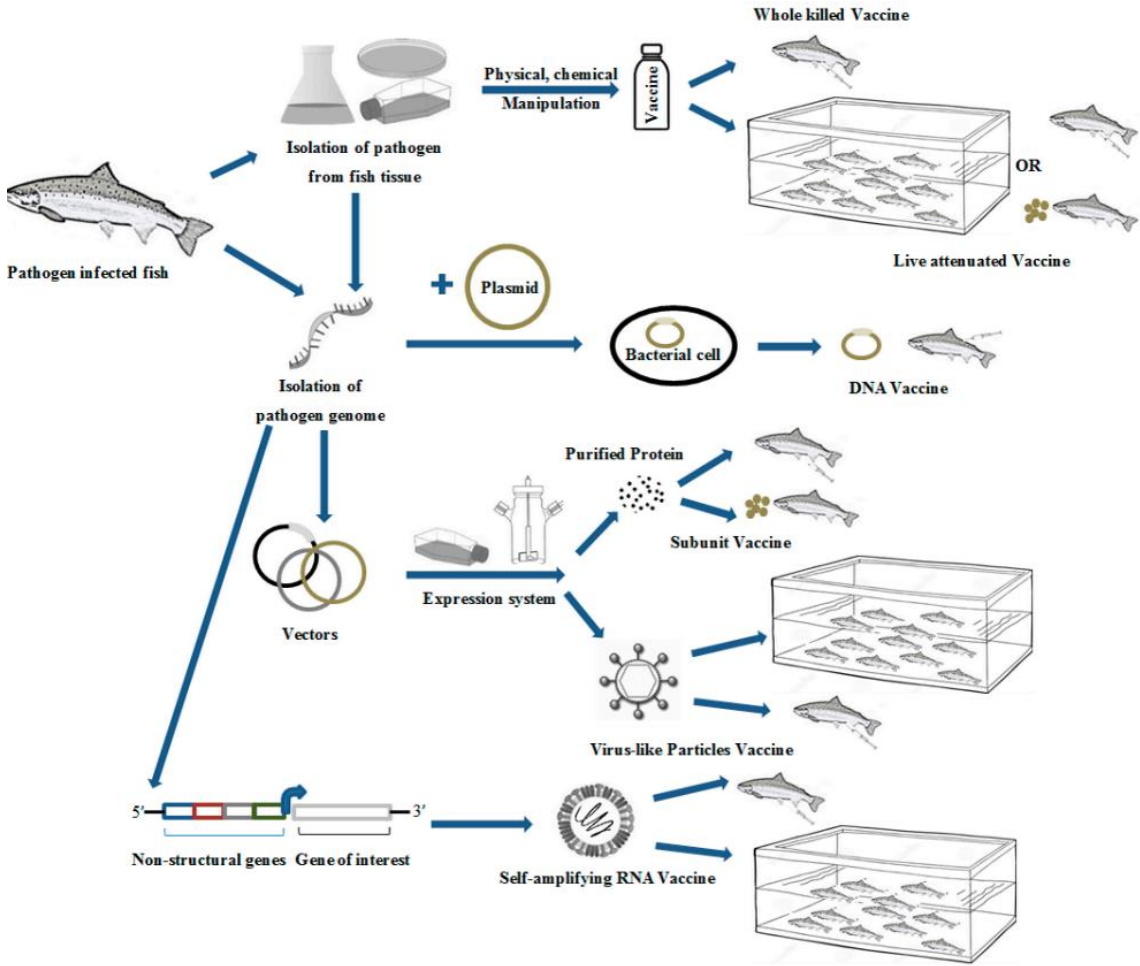 Whole killed Vaccine
Physical, chemical
Manipulation
Vaccine
Isolation of pathogen
from fish tissue
OR
Pathogen infected fish
Live attenuated Vaccine
+
Plasmid
Bacterial cell
DNA Vaccine
Isolation of
pathogen genome
Purified Protein
Subunit Vaccine
Expression system
Vectors
Virus-like Particles Vaccine
5'
3'
Non-structural genes
Gene of interest
Self-amplifying RNA Vaccine